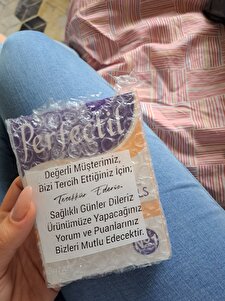 Perfectil
Değerli Müşterimiz,
Bizi Tercih Ettiğiniz İçin;
Teşekkür Ederiz.
Sağlıklı Günler Dileriz
Ürünümüze Yapacağınız
Yorum ve Puanlarınız
Bizleri Mutlu Edecektir.